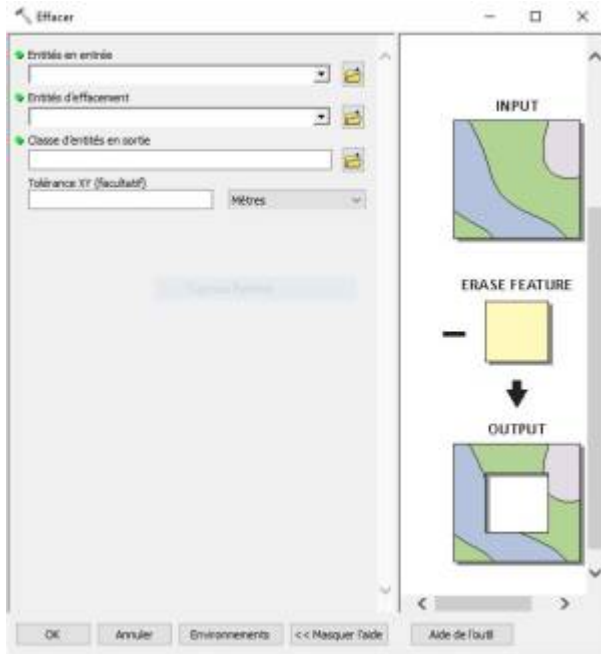 Effacer
Entités en entrée
Entités d'effacement
Classe d'entités en sortie
Tolérance XY (facultatif)
Mètres
INPUT
ERASE FEATURE
OUTPUT
OK
Annuler
Environnements
<< Masquer l'aide
Aide de l'outil